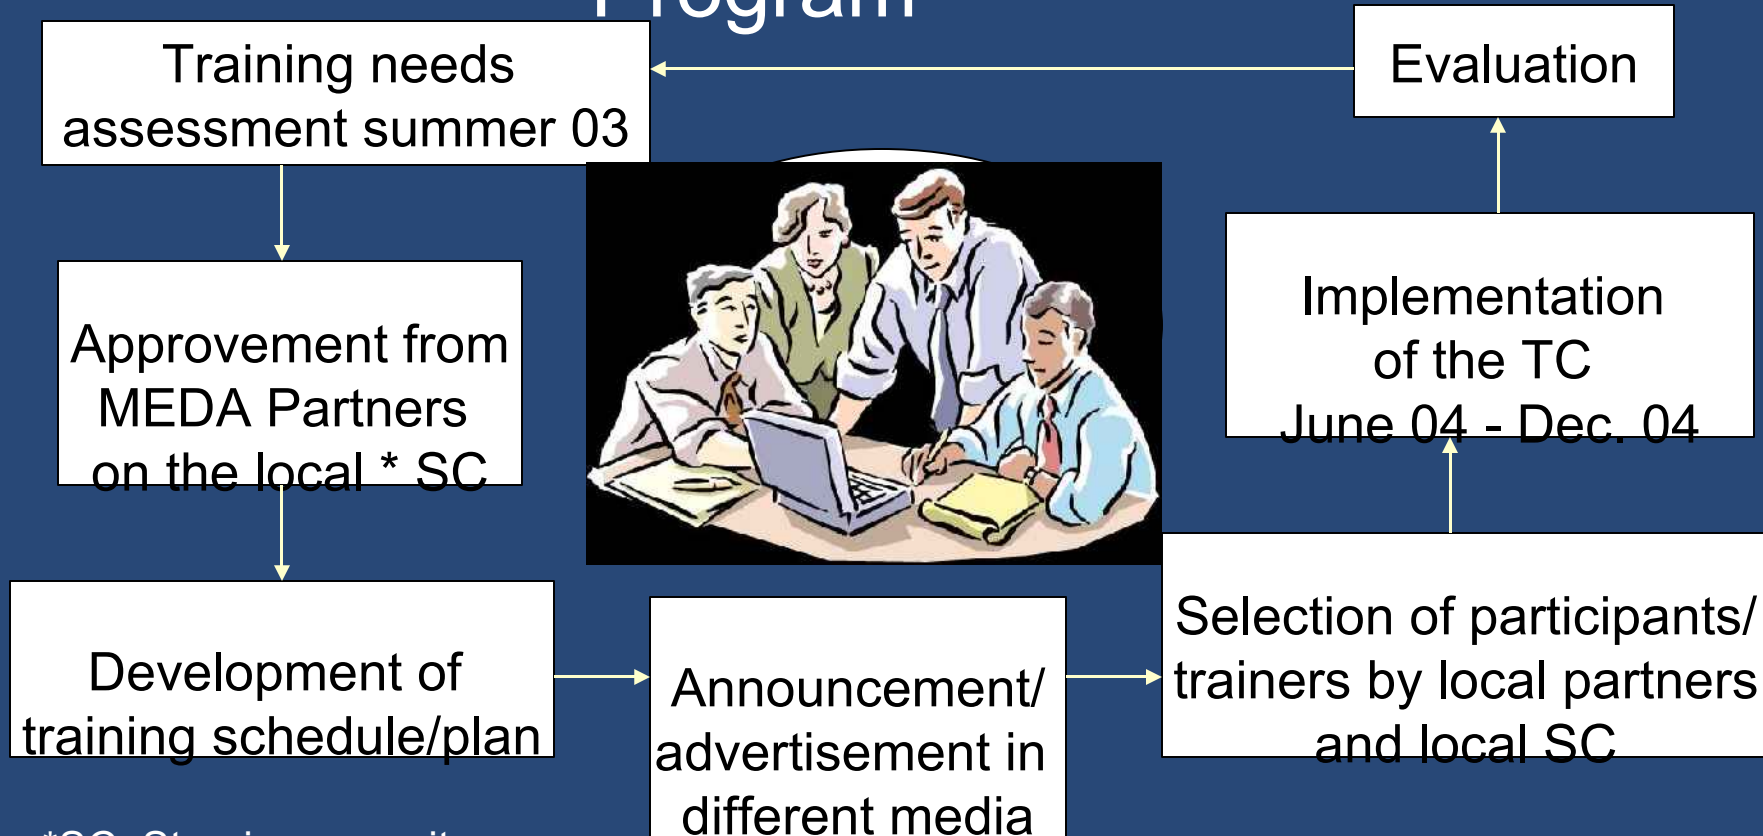 Program
Training needs
assessment summer 03
Evaluation
Approvement from
MEDA Partners
on the local * SC
Implementation
of the TC
June 04 - Dec. 04
Development of
training schedule/plan
Announcement/
advertisement in
different media
Selection of participants/
trainers by local partners
and local SC